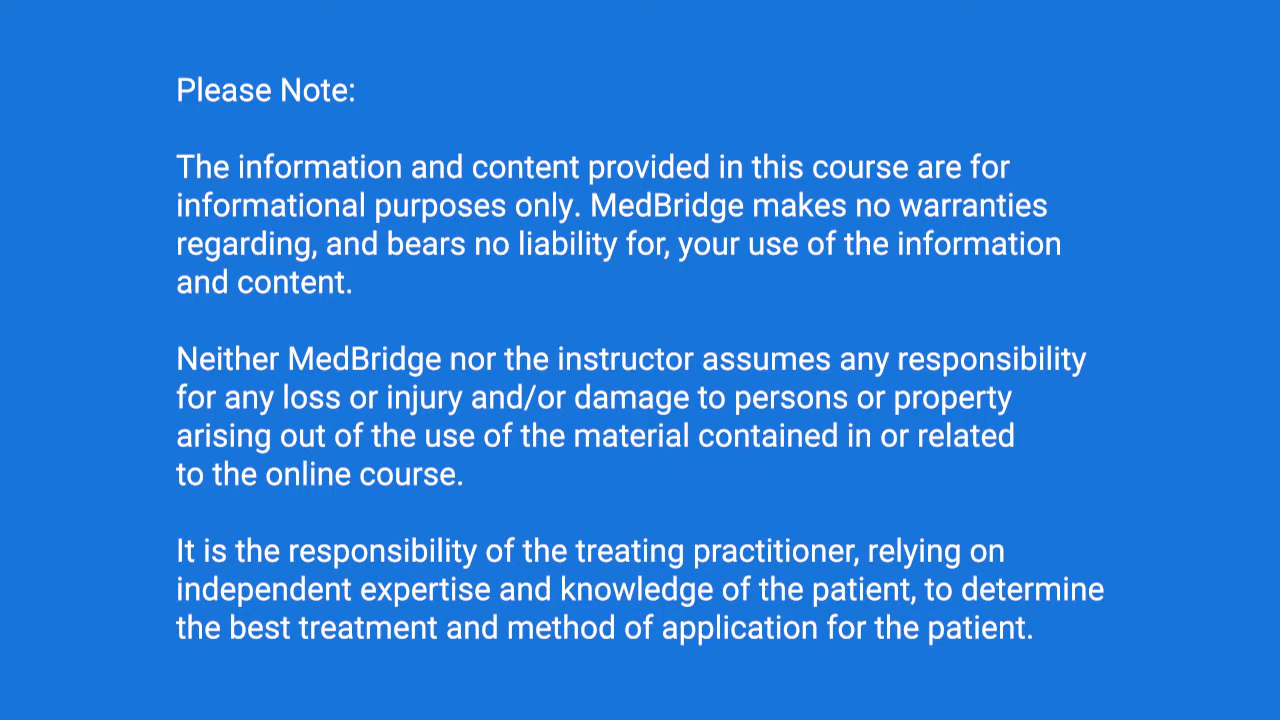 Please Note:
The information and content provided in this course are for
informational purposes only. MedBridge makes no warranties
regarding, and bears no liability for, your use of the information
and content.
Neither MedBridge nor the instructor assumes any responsibility
for any loss or injury and/or damage to persons or property
arising out of the use of the material contained in or related
to the online course.
It is the responsibility of the treating practitioner, relying on
independent expertise and knowledge of the patient, to determine
the best treatment and method of application for the patient.